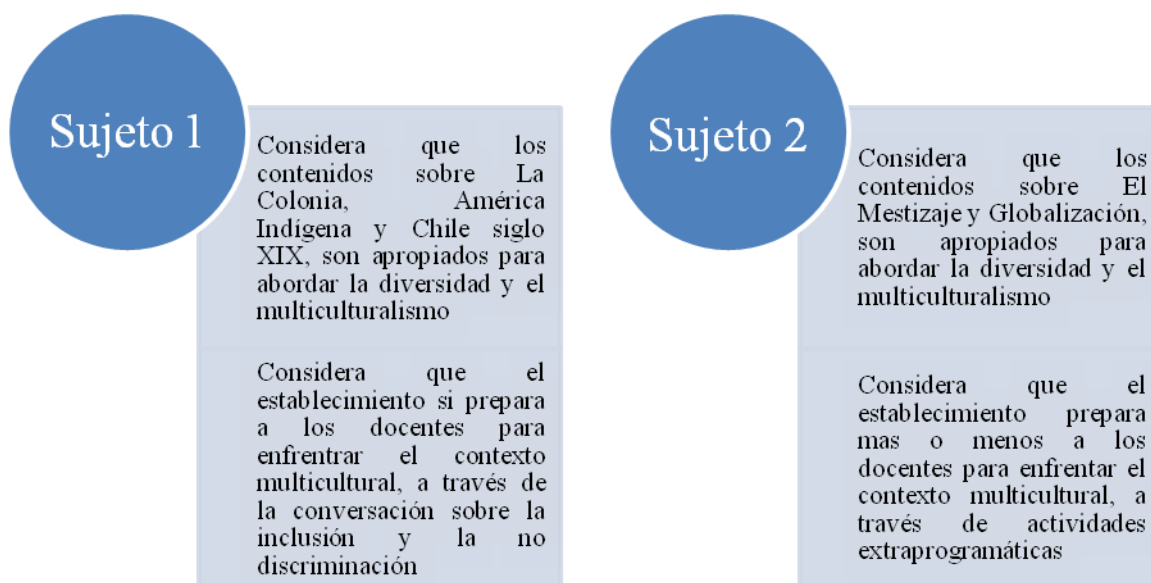 Sujeto 1
Considera que los
contenidos sobre La
Colonia, América
Indígena y Chile siglo
XIX, son apropiados para
abordar la diversidad y el
multiculturalismo
Considera que el
establecimiento si prepara
a los docentes para
enfrentrar el contexto
multicultural, a través de
la conversación sobre la
inclusión y la no
discriminación
Sujeto 2
Considera que los
contenidos sobre El
Mestizaje y Globalización,
son apropiados para
abordar la diversidad y el
multiculturalismo
Considera que el
establecimiento prepara
mas o menos a los
docentes para enfrentar el
contexto multicultural, a
través de actividades
extraprogramáticas